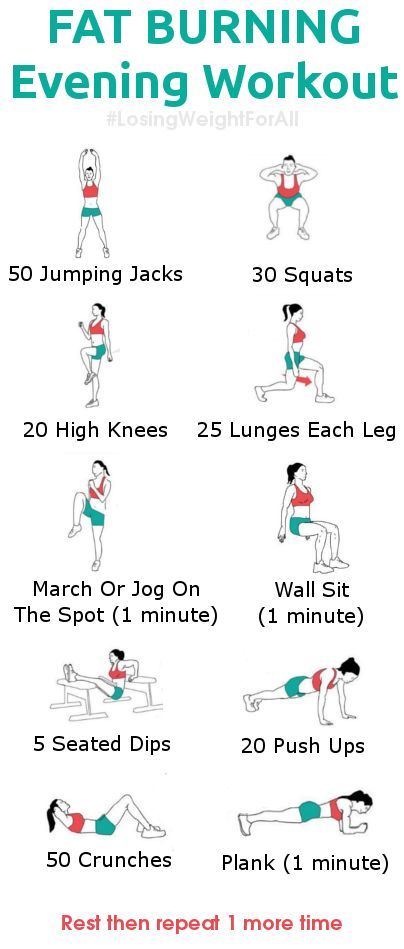 FAT BURNING
Evening Workout
#LosingWeightForAll
50 Jumping Jacks
30 Squats
20 High Knees
25 Lunges Each Leg
March Or Jog On
The Spot (1 minute)
Wall Sit
(1 minute)
5 Seated Dips
20 Push Ups
50 Crunches
Plank (1 minute)
Rest then repeat 1 more time